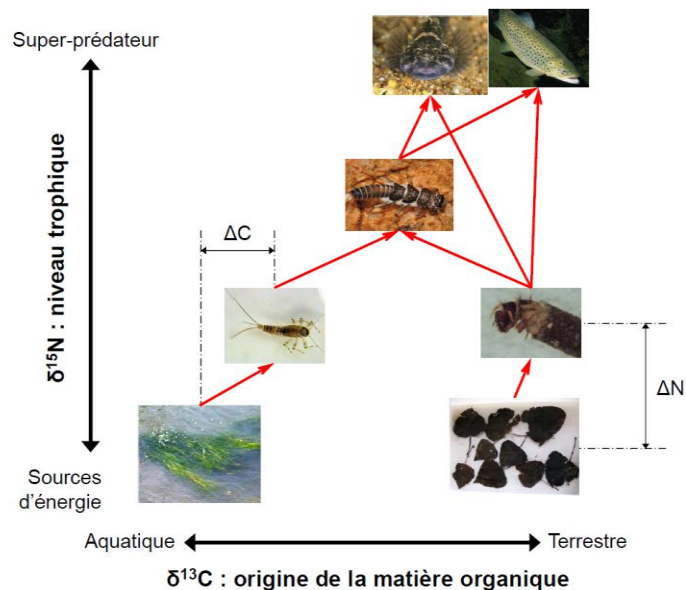 Super-prédateur
δ¹⁵N : niveau trophique
ΔC
ΔN
Sources
d'énergie
Aquatique
Terrestre
δ¹³C : origine de la matière organique